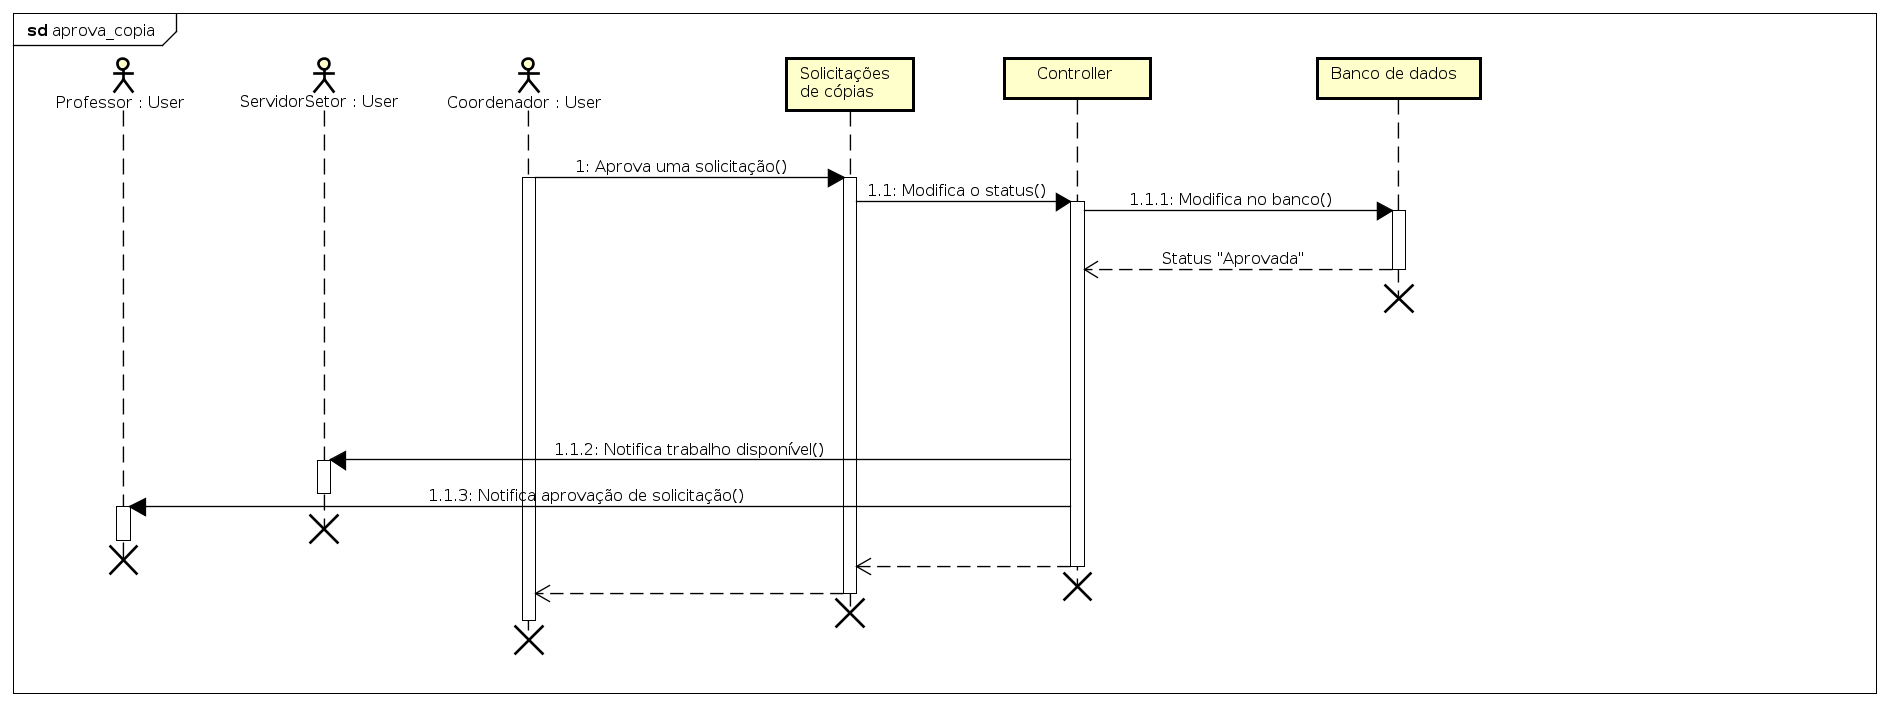 sd aprova_copia
Professor : User
ServidorSetor : User
Coordenador : User
Solicitações
de cópias
Controller
Banco de dados
1: Aprova uma solicitação()
1.1: Modifica o status()
1.1.1: Modifica no banco()
Status "Aprovada"
1.1.2: Notifica trabalho disponível()
1.1.3: Notifica aprovação de solicitação()